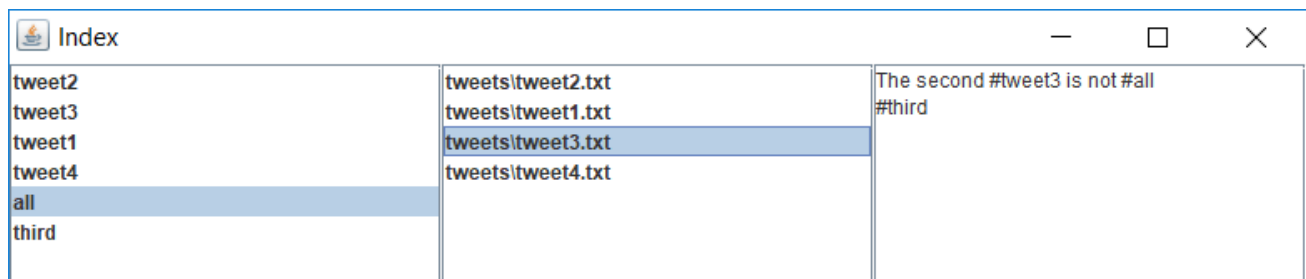 Index
tweet2
tweet3
tweet1
tweet4
all
third
tweets\tweet2.txt
tweets\tweet1.txt
tweets\tweet3.txt
tweets\tweet4.txt
The second #tweet3 is not #all
#third